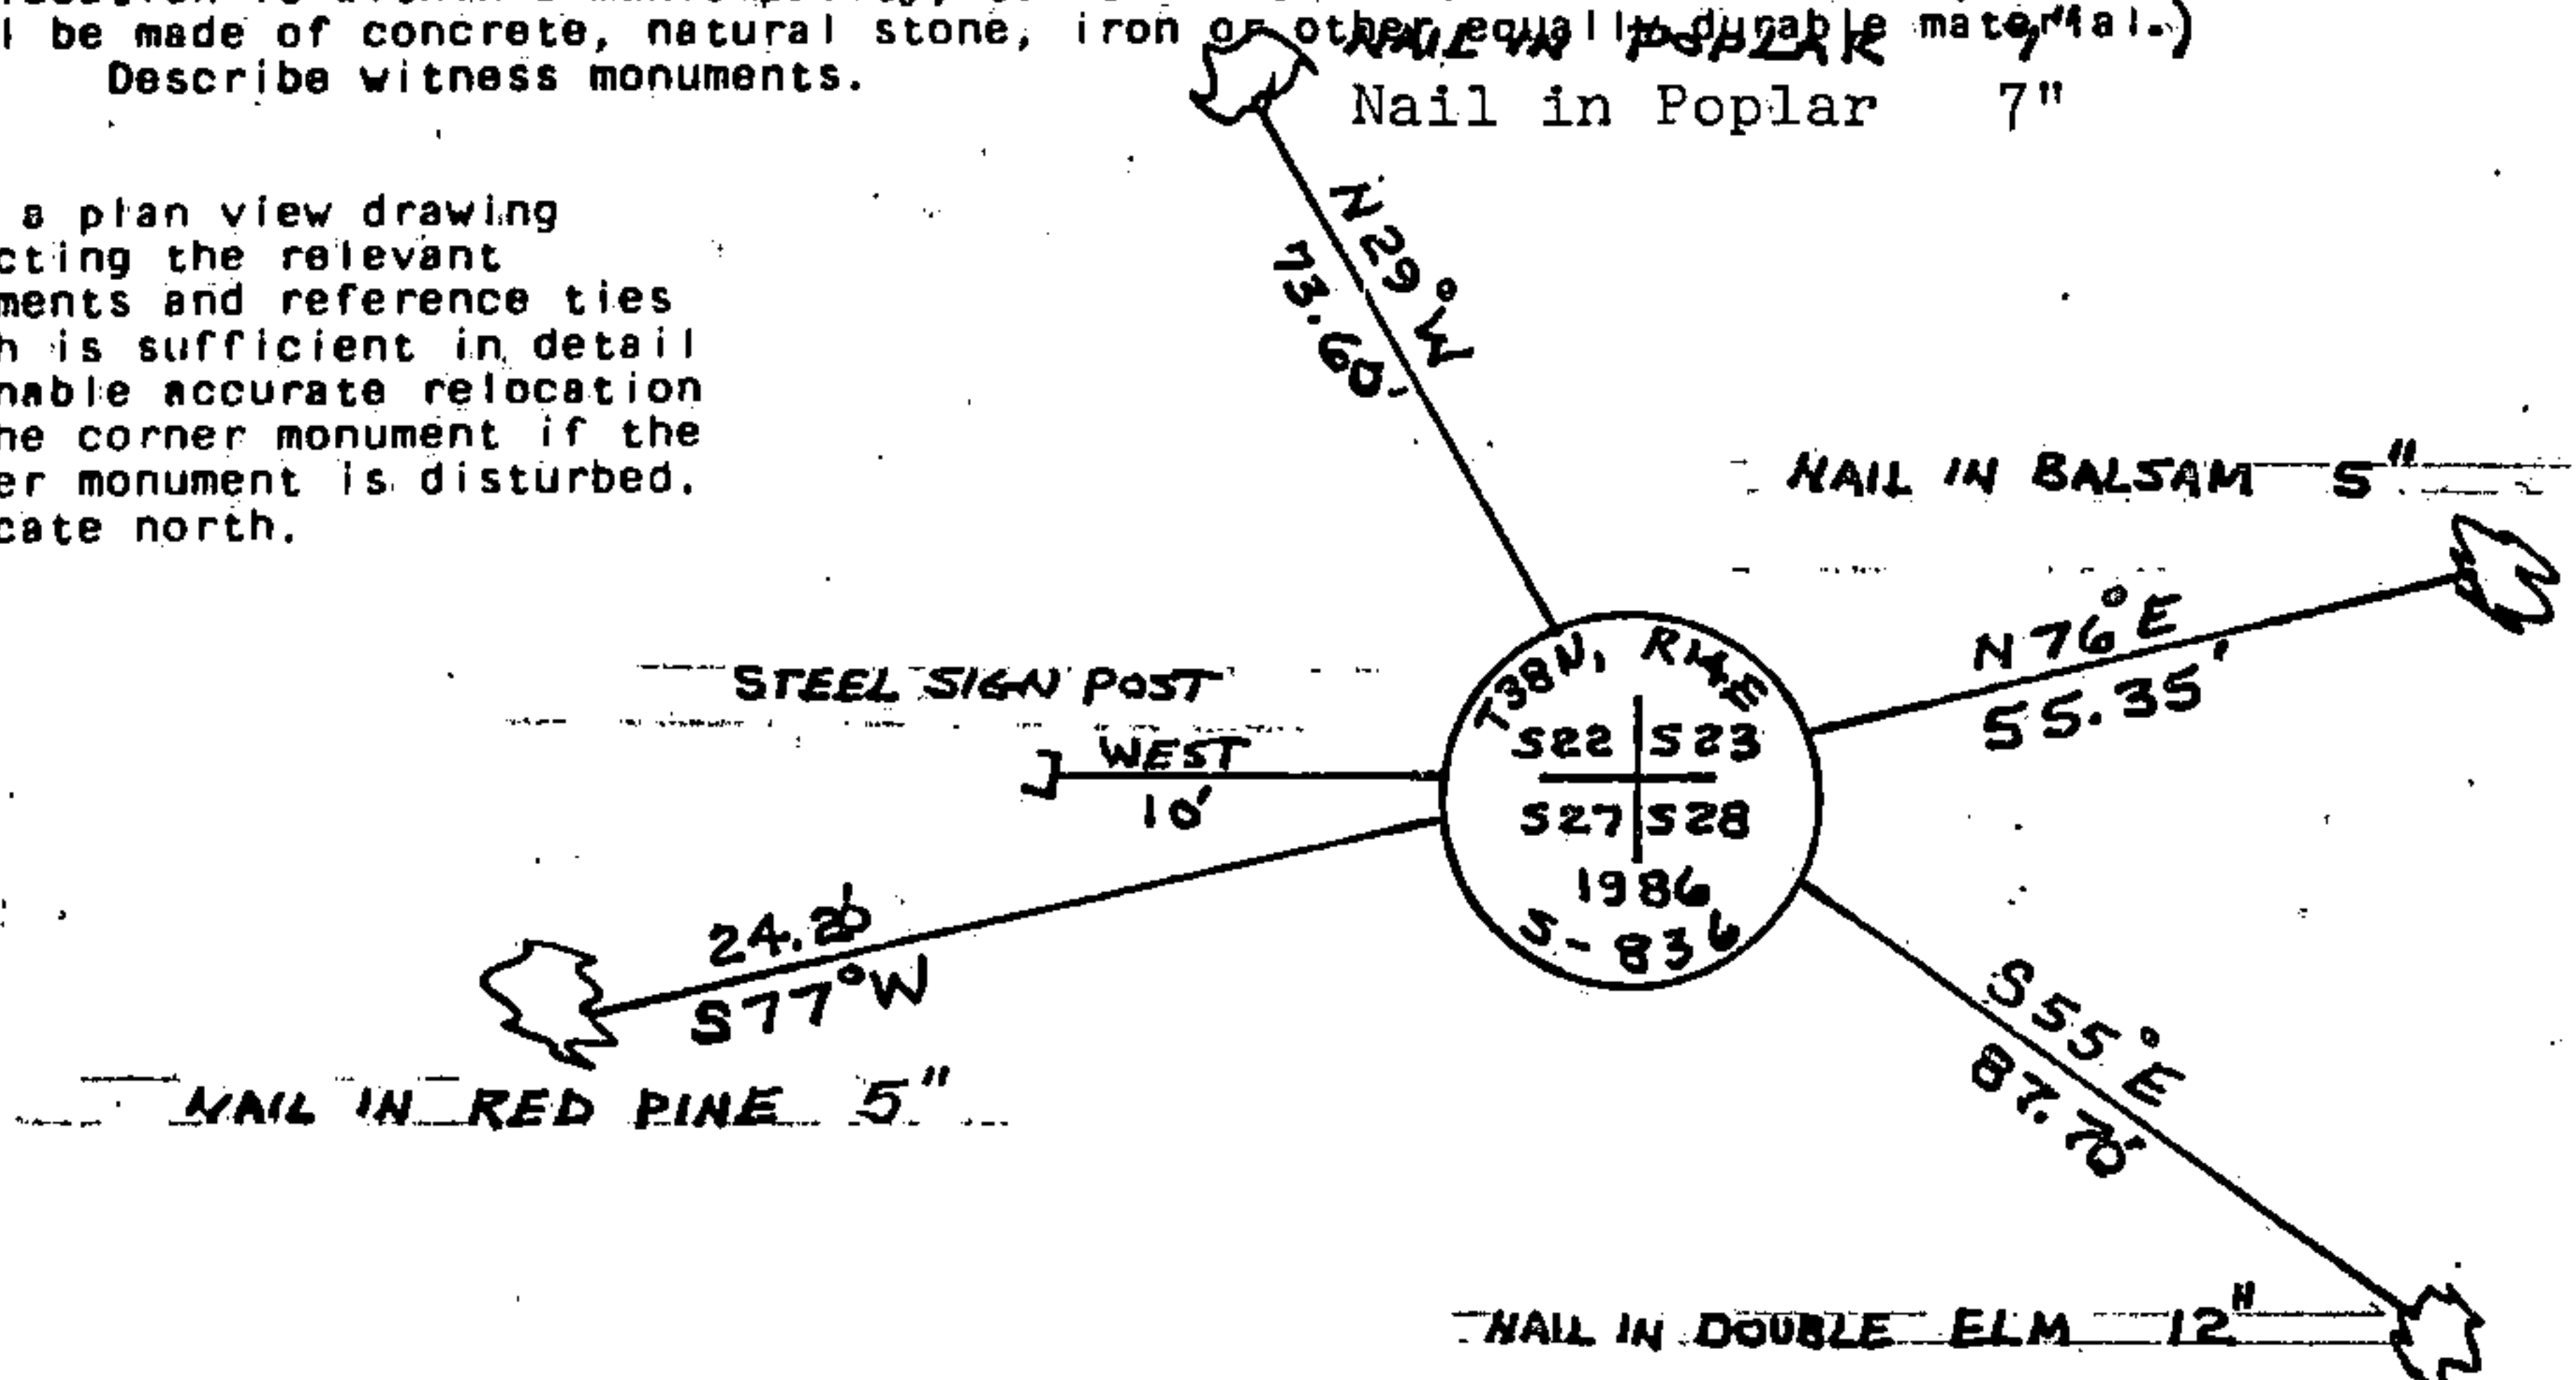 l be made of concrete, natural stone, iron or other equally durable material.)
Describe witness monuments.
Nail in Poplar 7"
a plan view drawing
cting the relevant
ments and reference ties
h is sufficient in detail
nable accurate relocation
he corner monument if the
er monument is disturbed.
cate north.
N29°W
73.60'
NAIL IN BALSAM 5"
N76°E
55.35'
STEEL SIGN POST
WEST
10'
T38N, R14E
S22 S23
S27 S28
1986
S-836
24.20'
S77°W
NAIL IN RED PINE 5"
S55°E
87.70'
NAIL IN DOUBLE ELM 12"